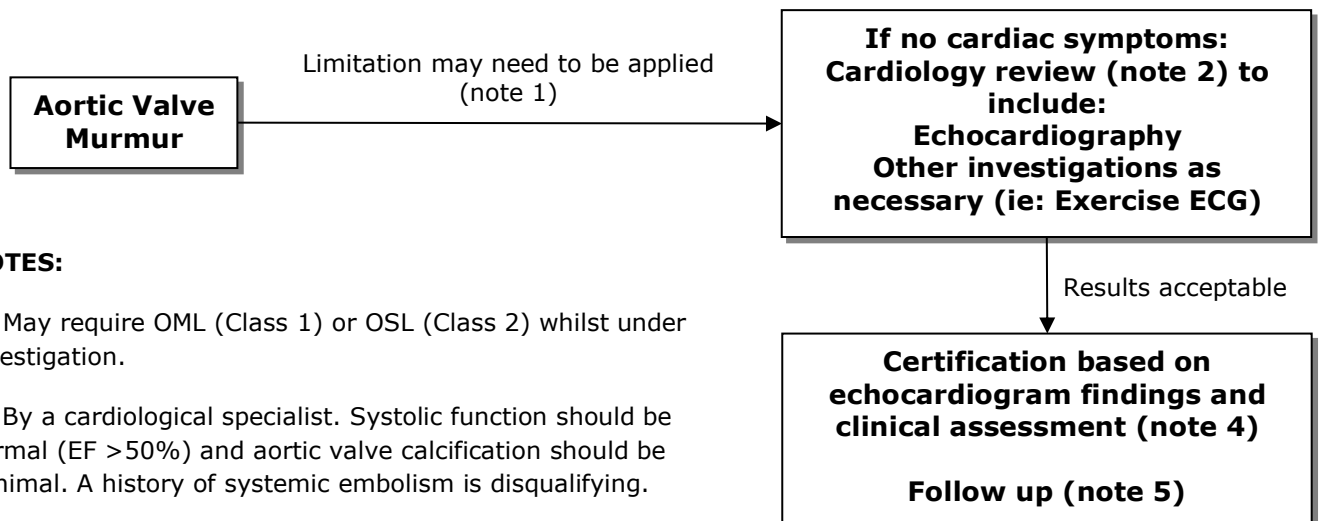 Aortic Valve
Murmur
Limitation may need to be applied
(note 1)
If no cardiac symptoms:
Cardiology review (note 2) to
include:
Echocardiography
Other investigations as
necessary (ie: Exercise ECG)
Results acceptable
Certification based on
echocardiogram findings and
clinical assessment (note 4)
Follow up (note 5)
OTES:
May require OML (Class 1) or OSL (Class 2) whilst under
estigation.
By a cardiological specialist. Systolic function should be
rmal (EF >50%) and aortic valve calcification should be
nimal. A history of systemic embolism is disqualifying.